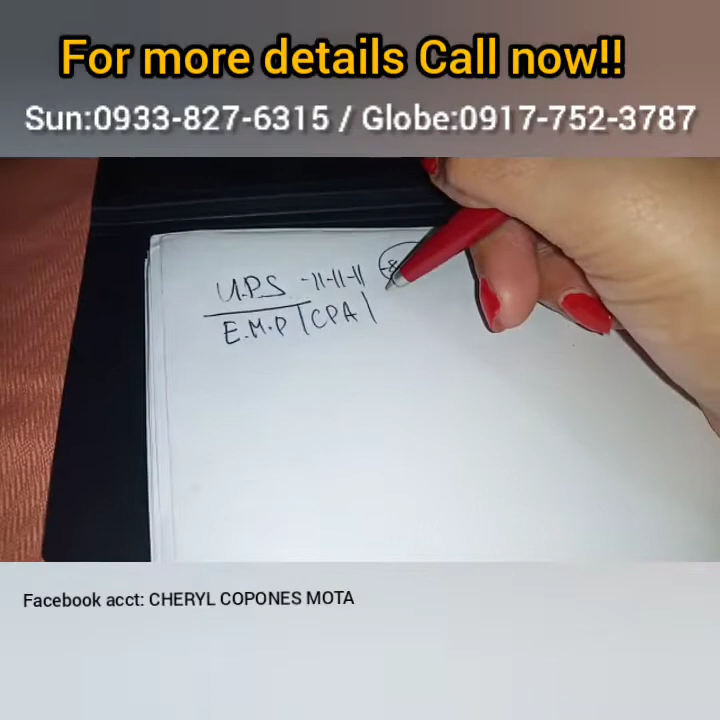 For more details Call now!!
Sun:0933-827-6315 / Globe:0917-752-3787
U.P.S -11-11-11
E.M.P | CPA |
Facebook acct: CHERYL COPONES MOTA